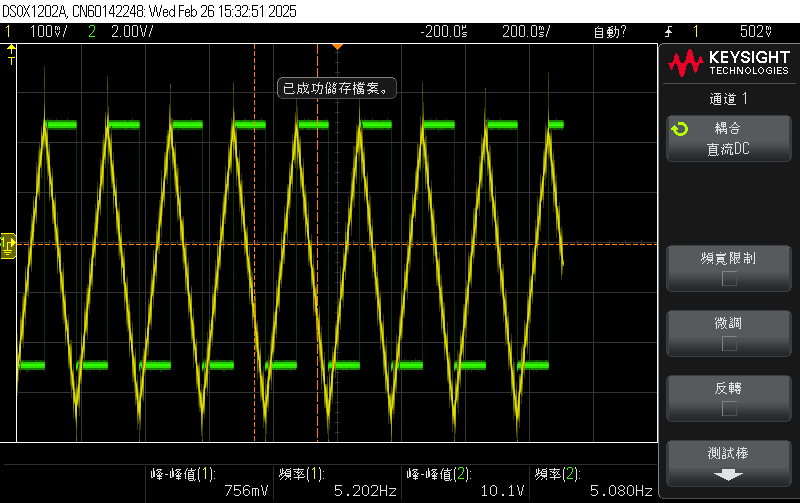 DSOX1202A, CN60142248: Wed Feb 26 15:32:51 2025
1 100mV/ 2 2.00V/ -200.0ms 200.0ms/ 自動? 1 502mV
T
KEYSIGHT
TECHNOLOGIES
已成功儲存檔案。
通道 1
耦合
直流DC
1
頻寬限制
微調
反轉
測試棒
峰-峰值(1): 頻率(1): 峰-峰值(2): 頻率(2):
756mV 5.202Hz 10.1V 5.080Hz